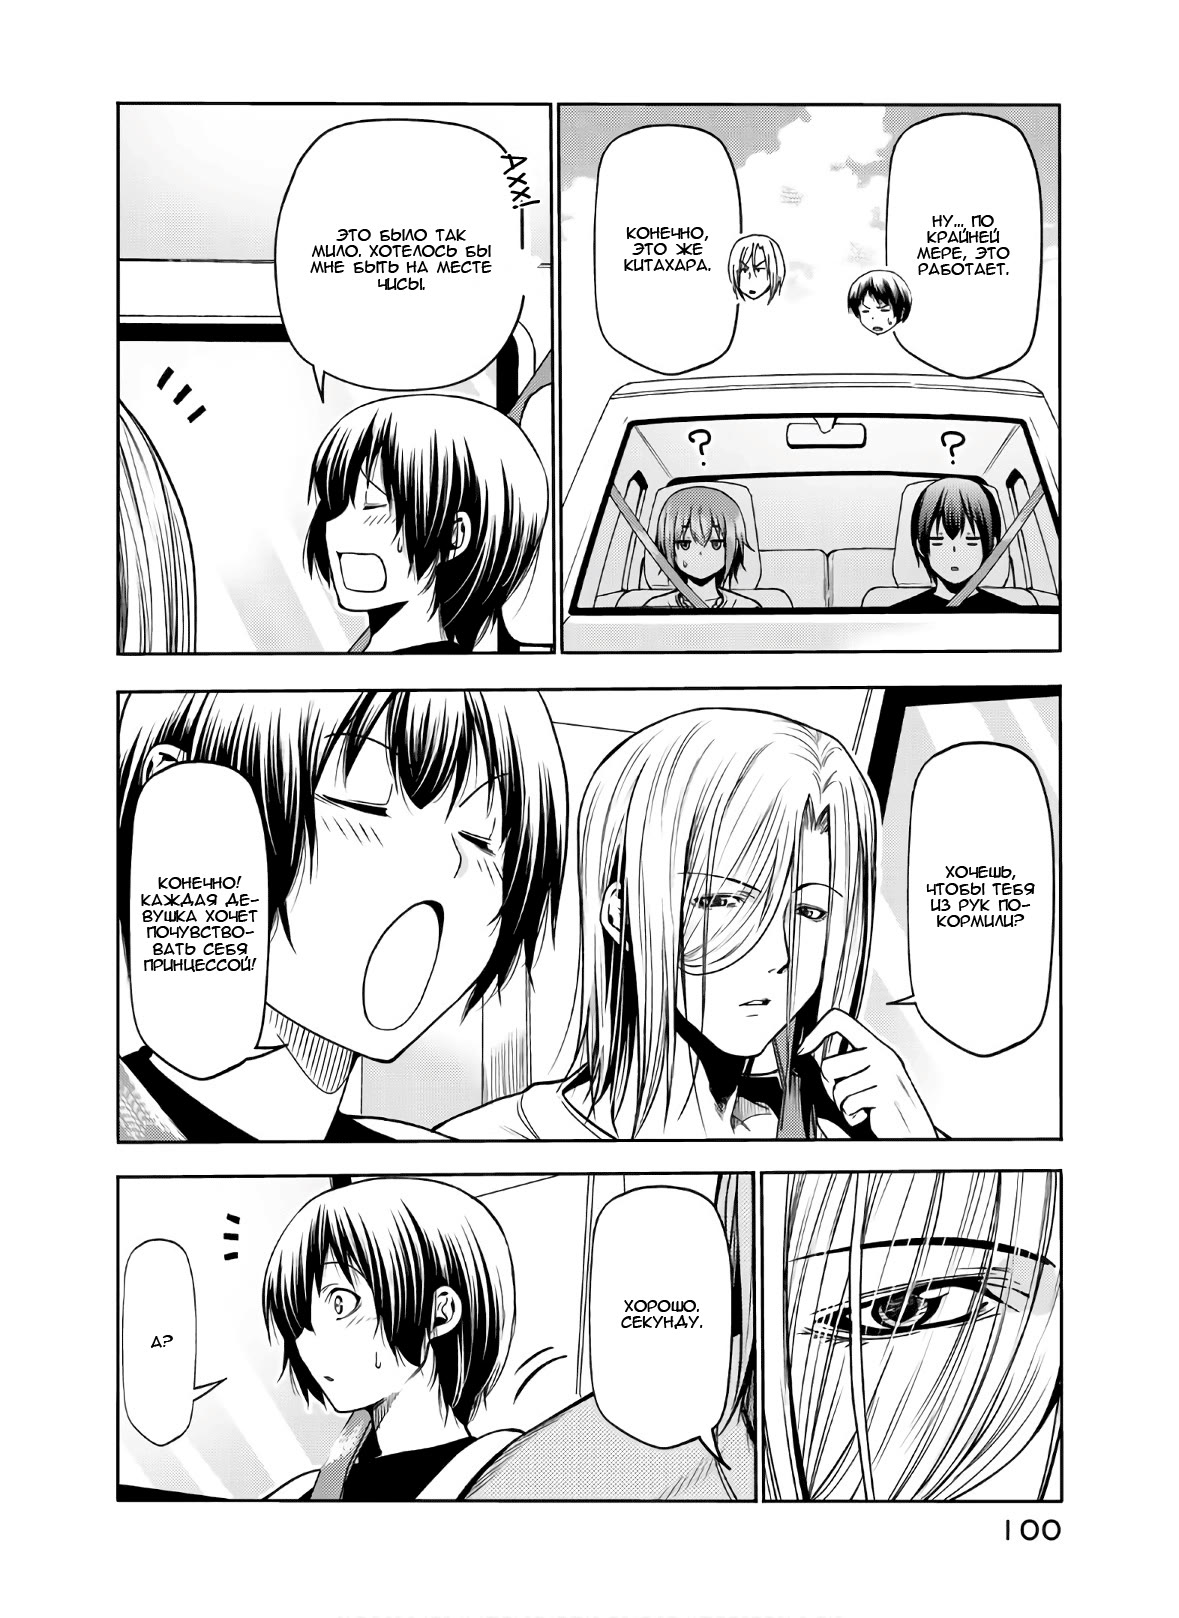 НУ... ПО
КРАЙНЕЙ
МЕРЕ, ЭТО
РАБОТАЕТ.
КОНЕЧНО,
ЭТО ЖЕ
КИТАХАРА.
?
?
АХХ!—
ЭТО БЫЛО ТАК
МИЛО. ХОТЕЛОСЬ БЫ
МНЕ БЫТЬ НА МЕСТЕ
ЧИСЫ.
ХОЧЕШЬ,
ЧТОБЫ ТЕБЯ
ИЗ РУК ПО-
КОРМИЛИ?
КОНЕЧНО!
КАЖДАЯ ДЕ-
ВУШКА ХОЧЕТ
ПОЧУВСТВО-
ВАТЬ СЕБЯ
ПРИНЦЕССОЙ!
ХОРОШО.
СЕКУНДУ.
А?
100